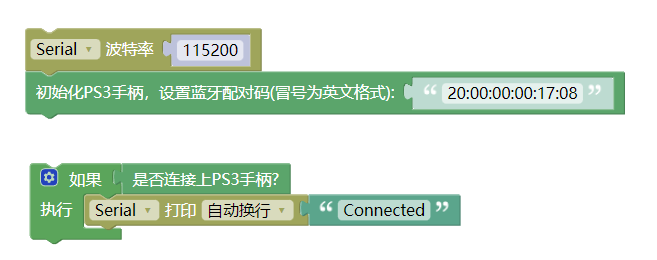 Serial 波特率 115200
初始化PS3手柄，设置蓝牙配对码(冒号为英文格式): “ 20:00:00:00:17:08 ”
如果 是否连接上PS3手柄?
执行 Serial 打印 自动换行 “ Connected ”